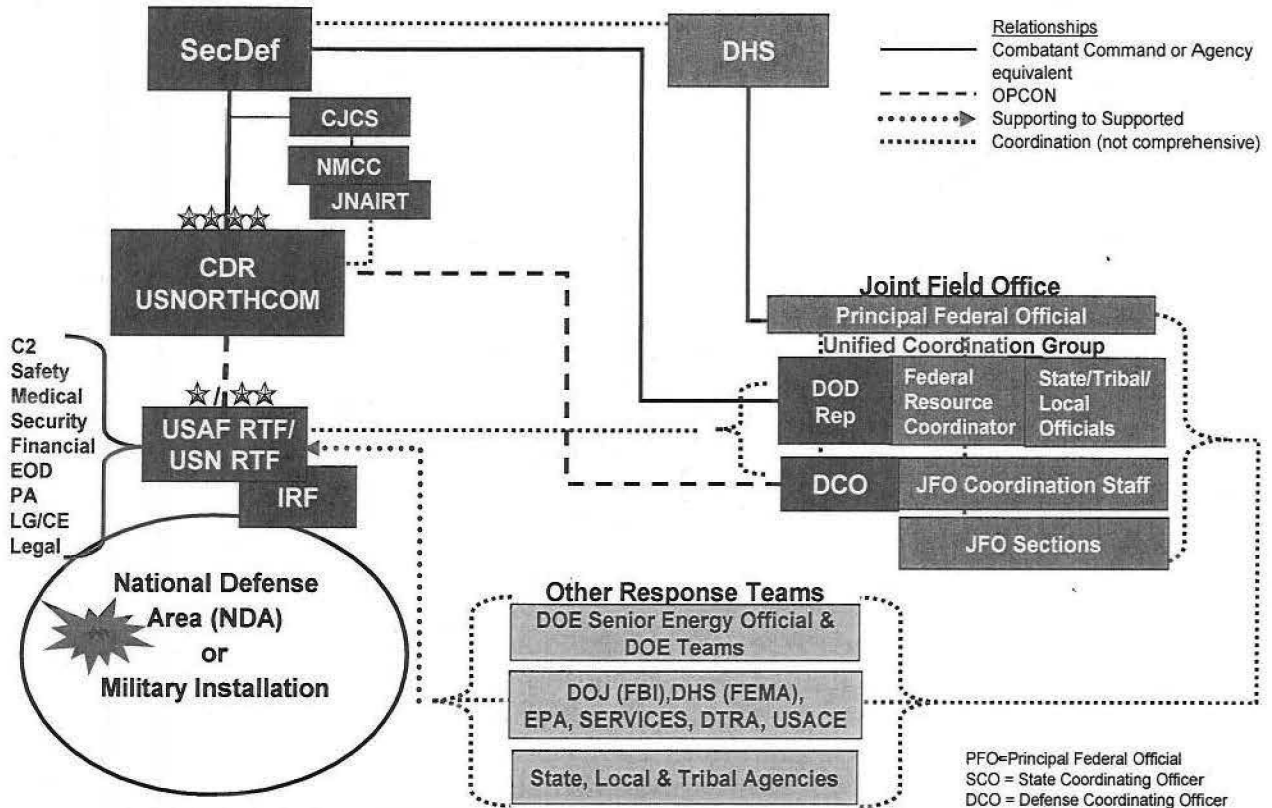 SecDef
DHS
Relationships
Combatant Command or Agency
equivalent
OPCON
Supporting to Supported
Coordination (not comprehensive)
CJCS
NMCC
JNAIRT
CDR
USNORTHCOM
C2
Safety
Medical
Security
Financial
EOD
PA
LG/CE
Legal
/
USAF RTF/
USN RTF
IRF
National Defense
Area (NDA)
or
Military Installation
Joint Field Office
Principal Federal Official
Unified Coordination Group
DOD
Rep
Federal
Resource
Coordinator
State/Tribal/
Local
Officials
DCO
JFO Coordination Staff
JFO Sections
Other Response Teams
DOE Senior Energy Official &
DOE Teams
DOJ (FBI),DHS (FEMA),
EPA, SERVICES, DTRA, USACE
State, Local & Tribal Agencies
PFO=Principal Federal Official
SCO = State Coordinating Officer
DCO = Defense Coordinating Officer